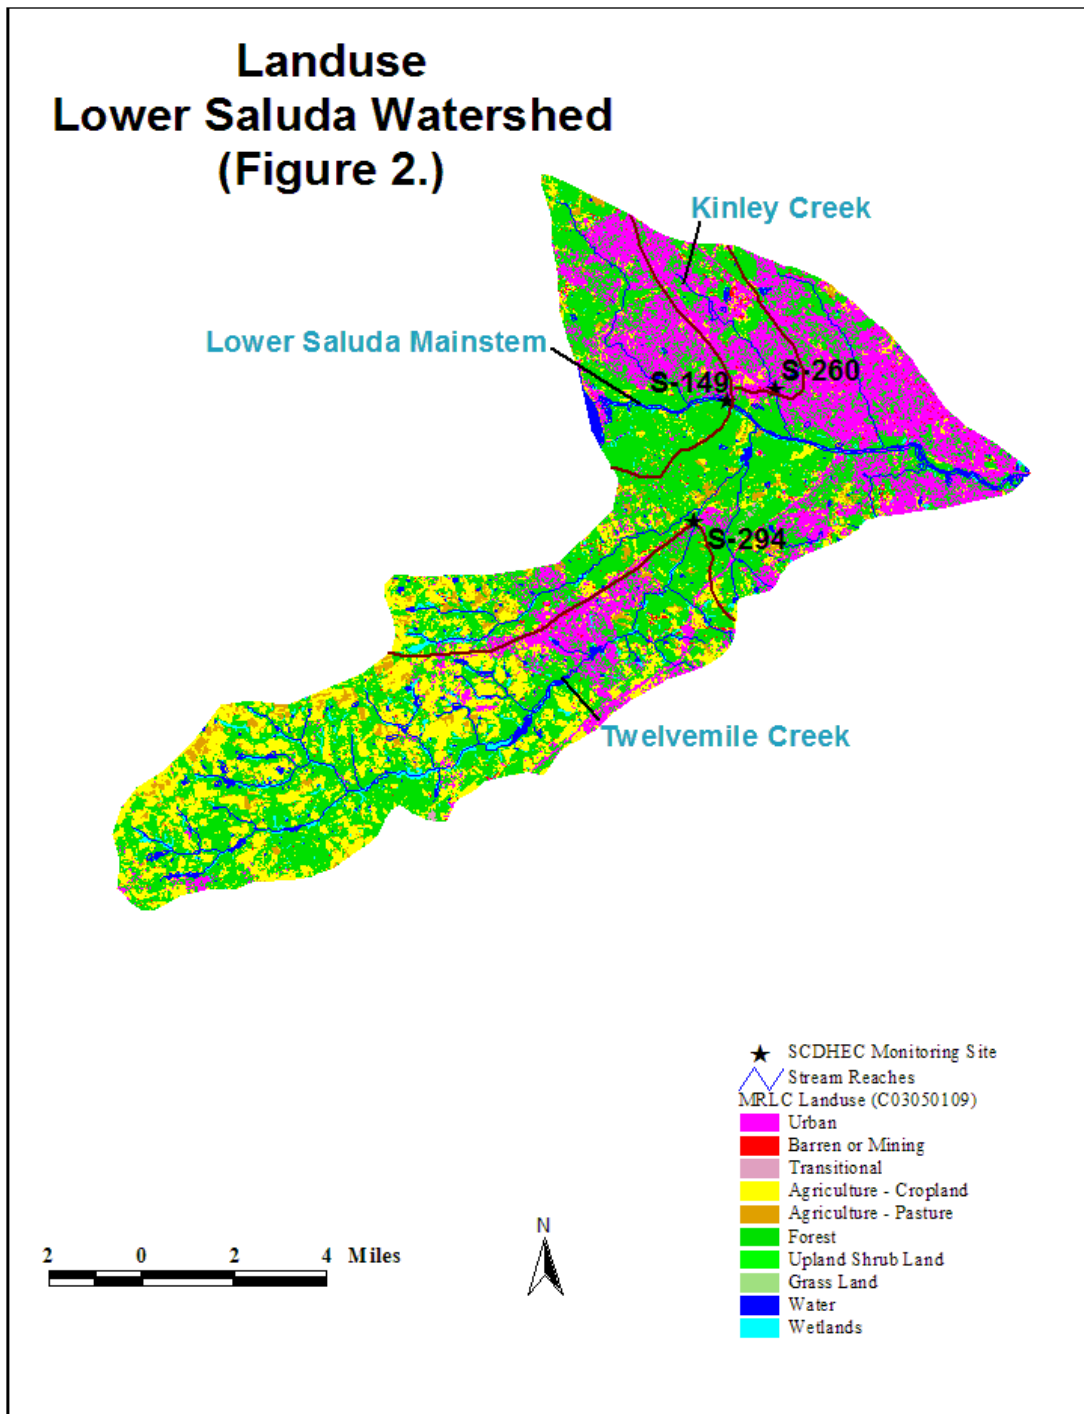 Landuse
Lower Saluda Watershed
(Figure 2.)
Kinley Creek
Lower Saluda Mainstem
S-149
S-260
S-294
Twelvemile Creek
SCDHEC Monitoring Site
Stream Reaches
MRLC Landuse (C03050109)
Urban
Barren or Mining
Transitional
Agriculture - Cropland
Agriculture - Pasture
Forest
Upland Shrub Land
Grass Land
Water
Wetlands
2 0 2 4 Miles
N